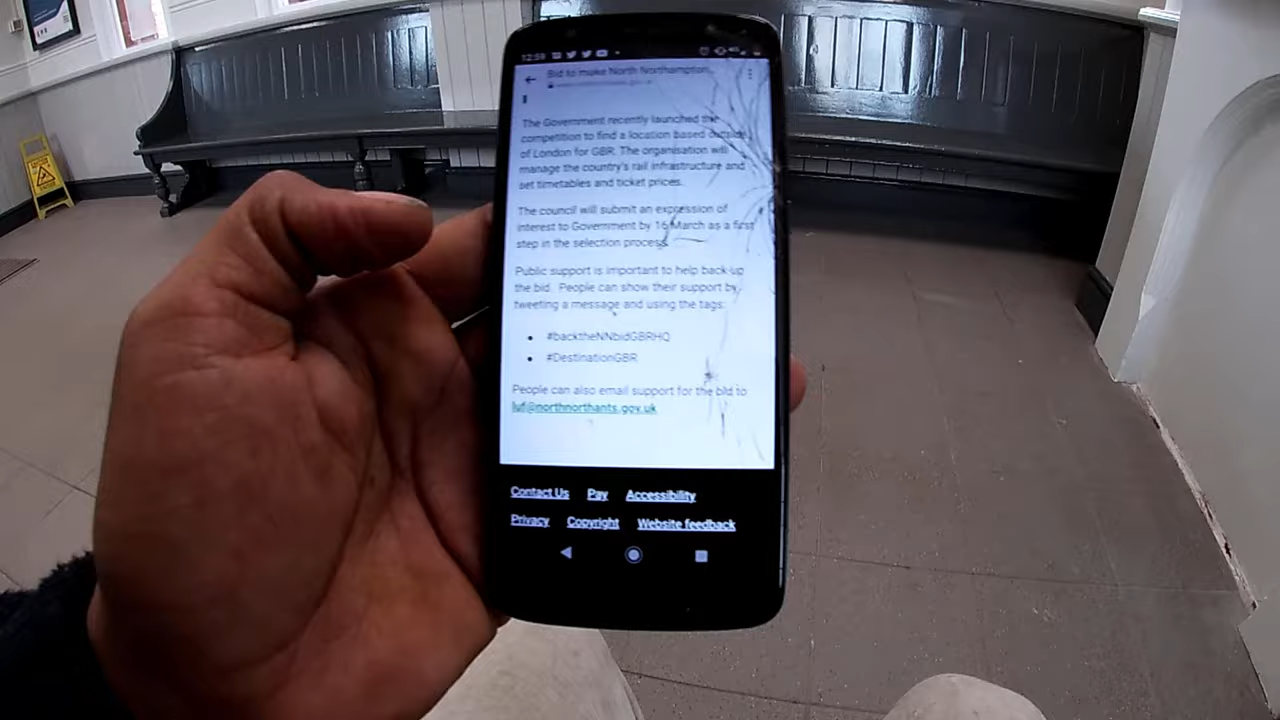 12:59
Bid to make North Northampton...
The Government recently launched the
competition to find a location based outside
of London for GBR. The organisation will
manage the country's rail infrastructure and
set timetables and ticket prices.
The council will submit an expression of
interest to Government by 16 March as a first
step in the selection process.
Public support is important to help back up
the bid. People can show their support by
tweeting a message and using the tags:
#backtheNNbidGBRHQ
#DestinationGBR
People can also email support for the bid to
luf@northnorthants.gov.uk
Contact Us Pay Accessibility
Privacy Copyright Website feedback